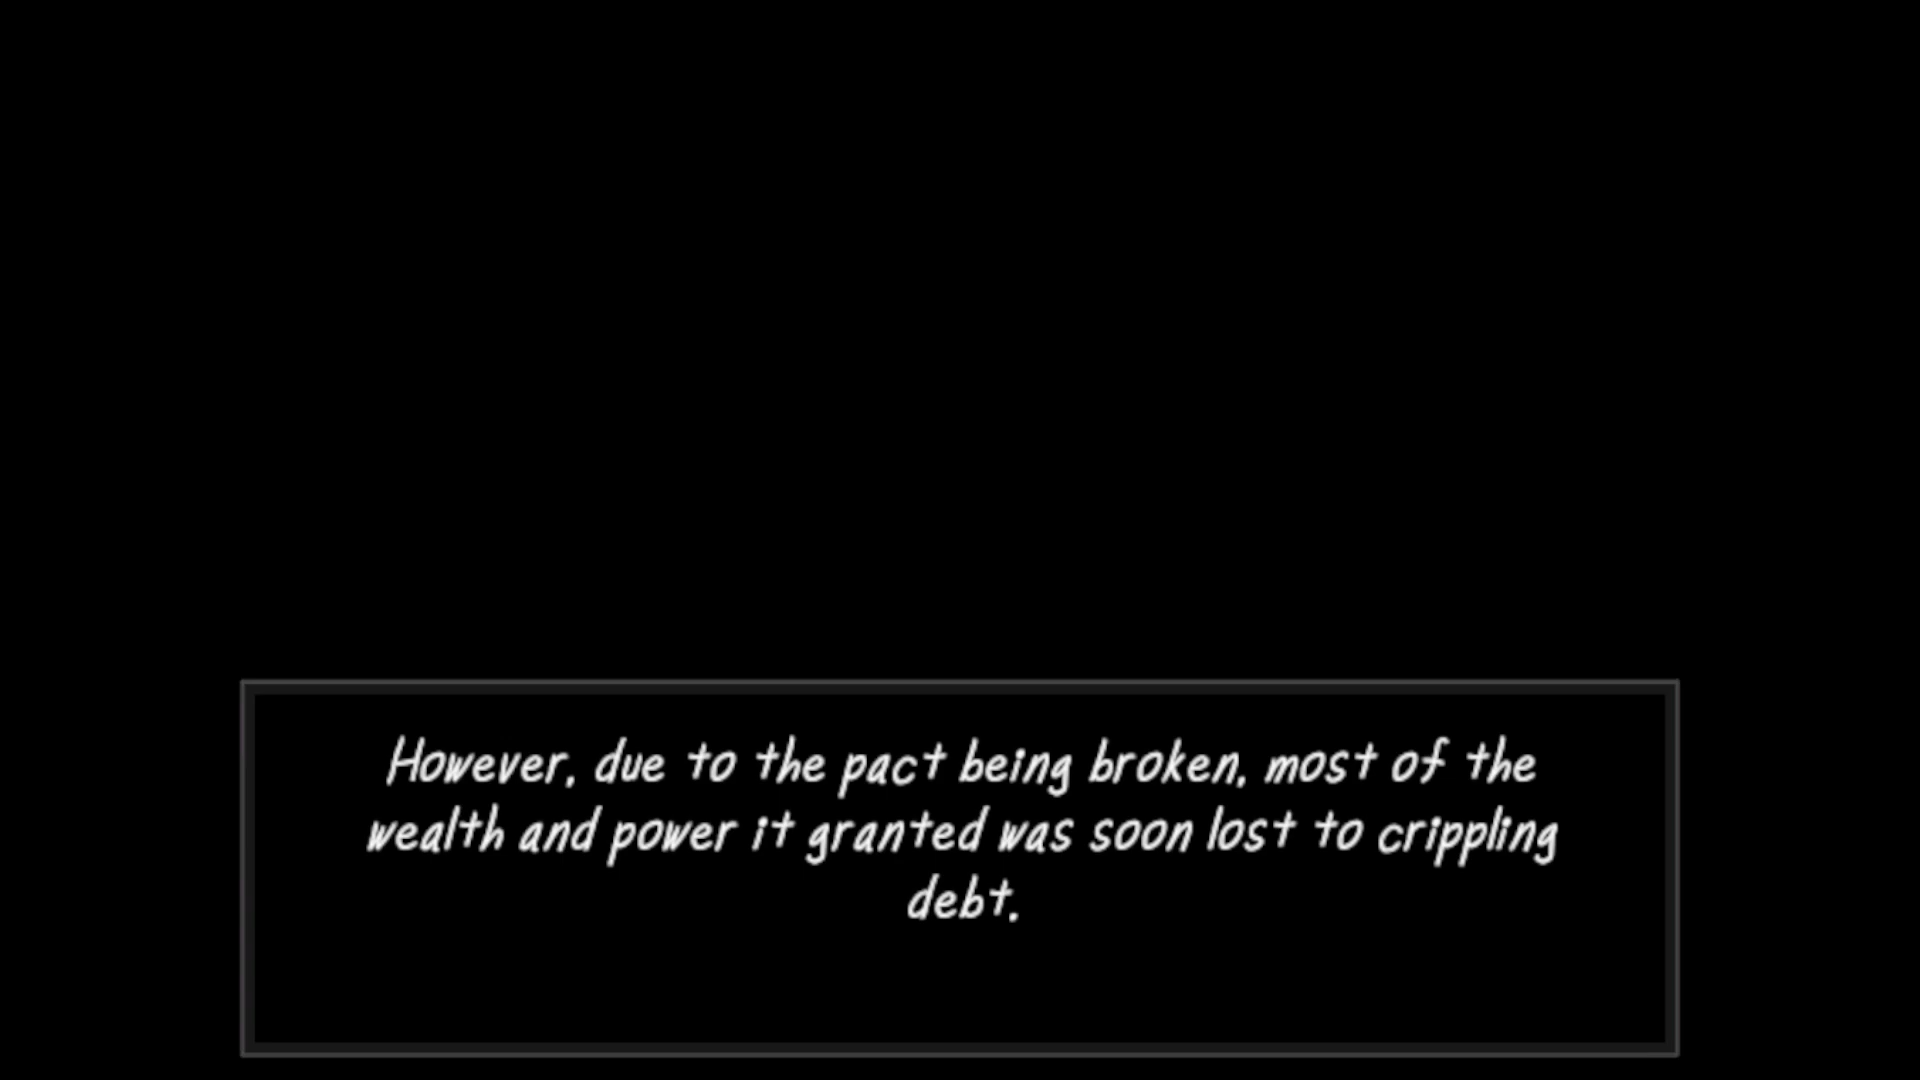 However, due to the pact being broken, most of the
wealth and power it granted was soon lost to crippling
debt.